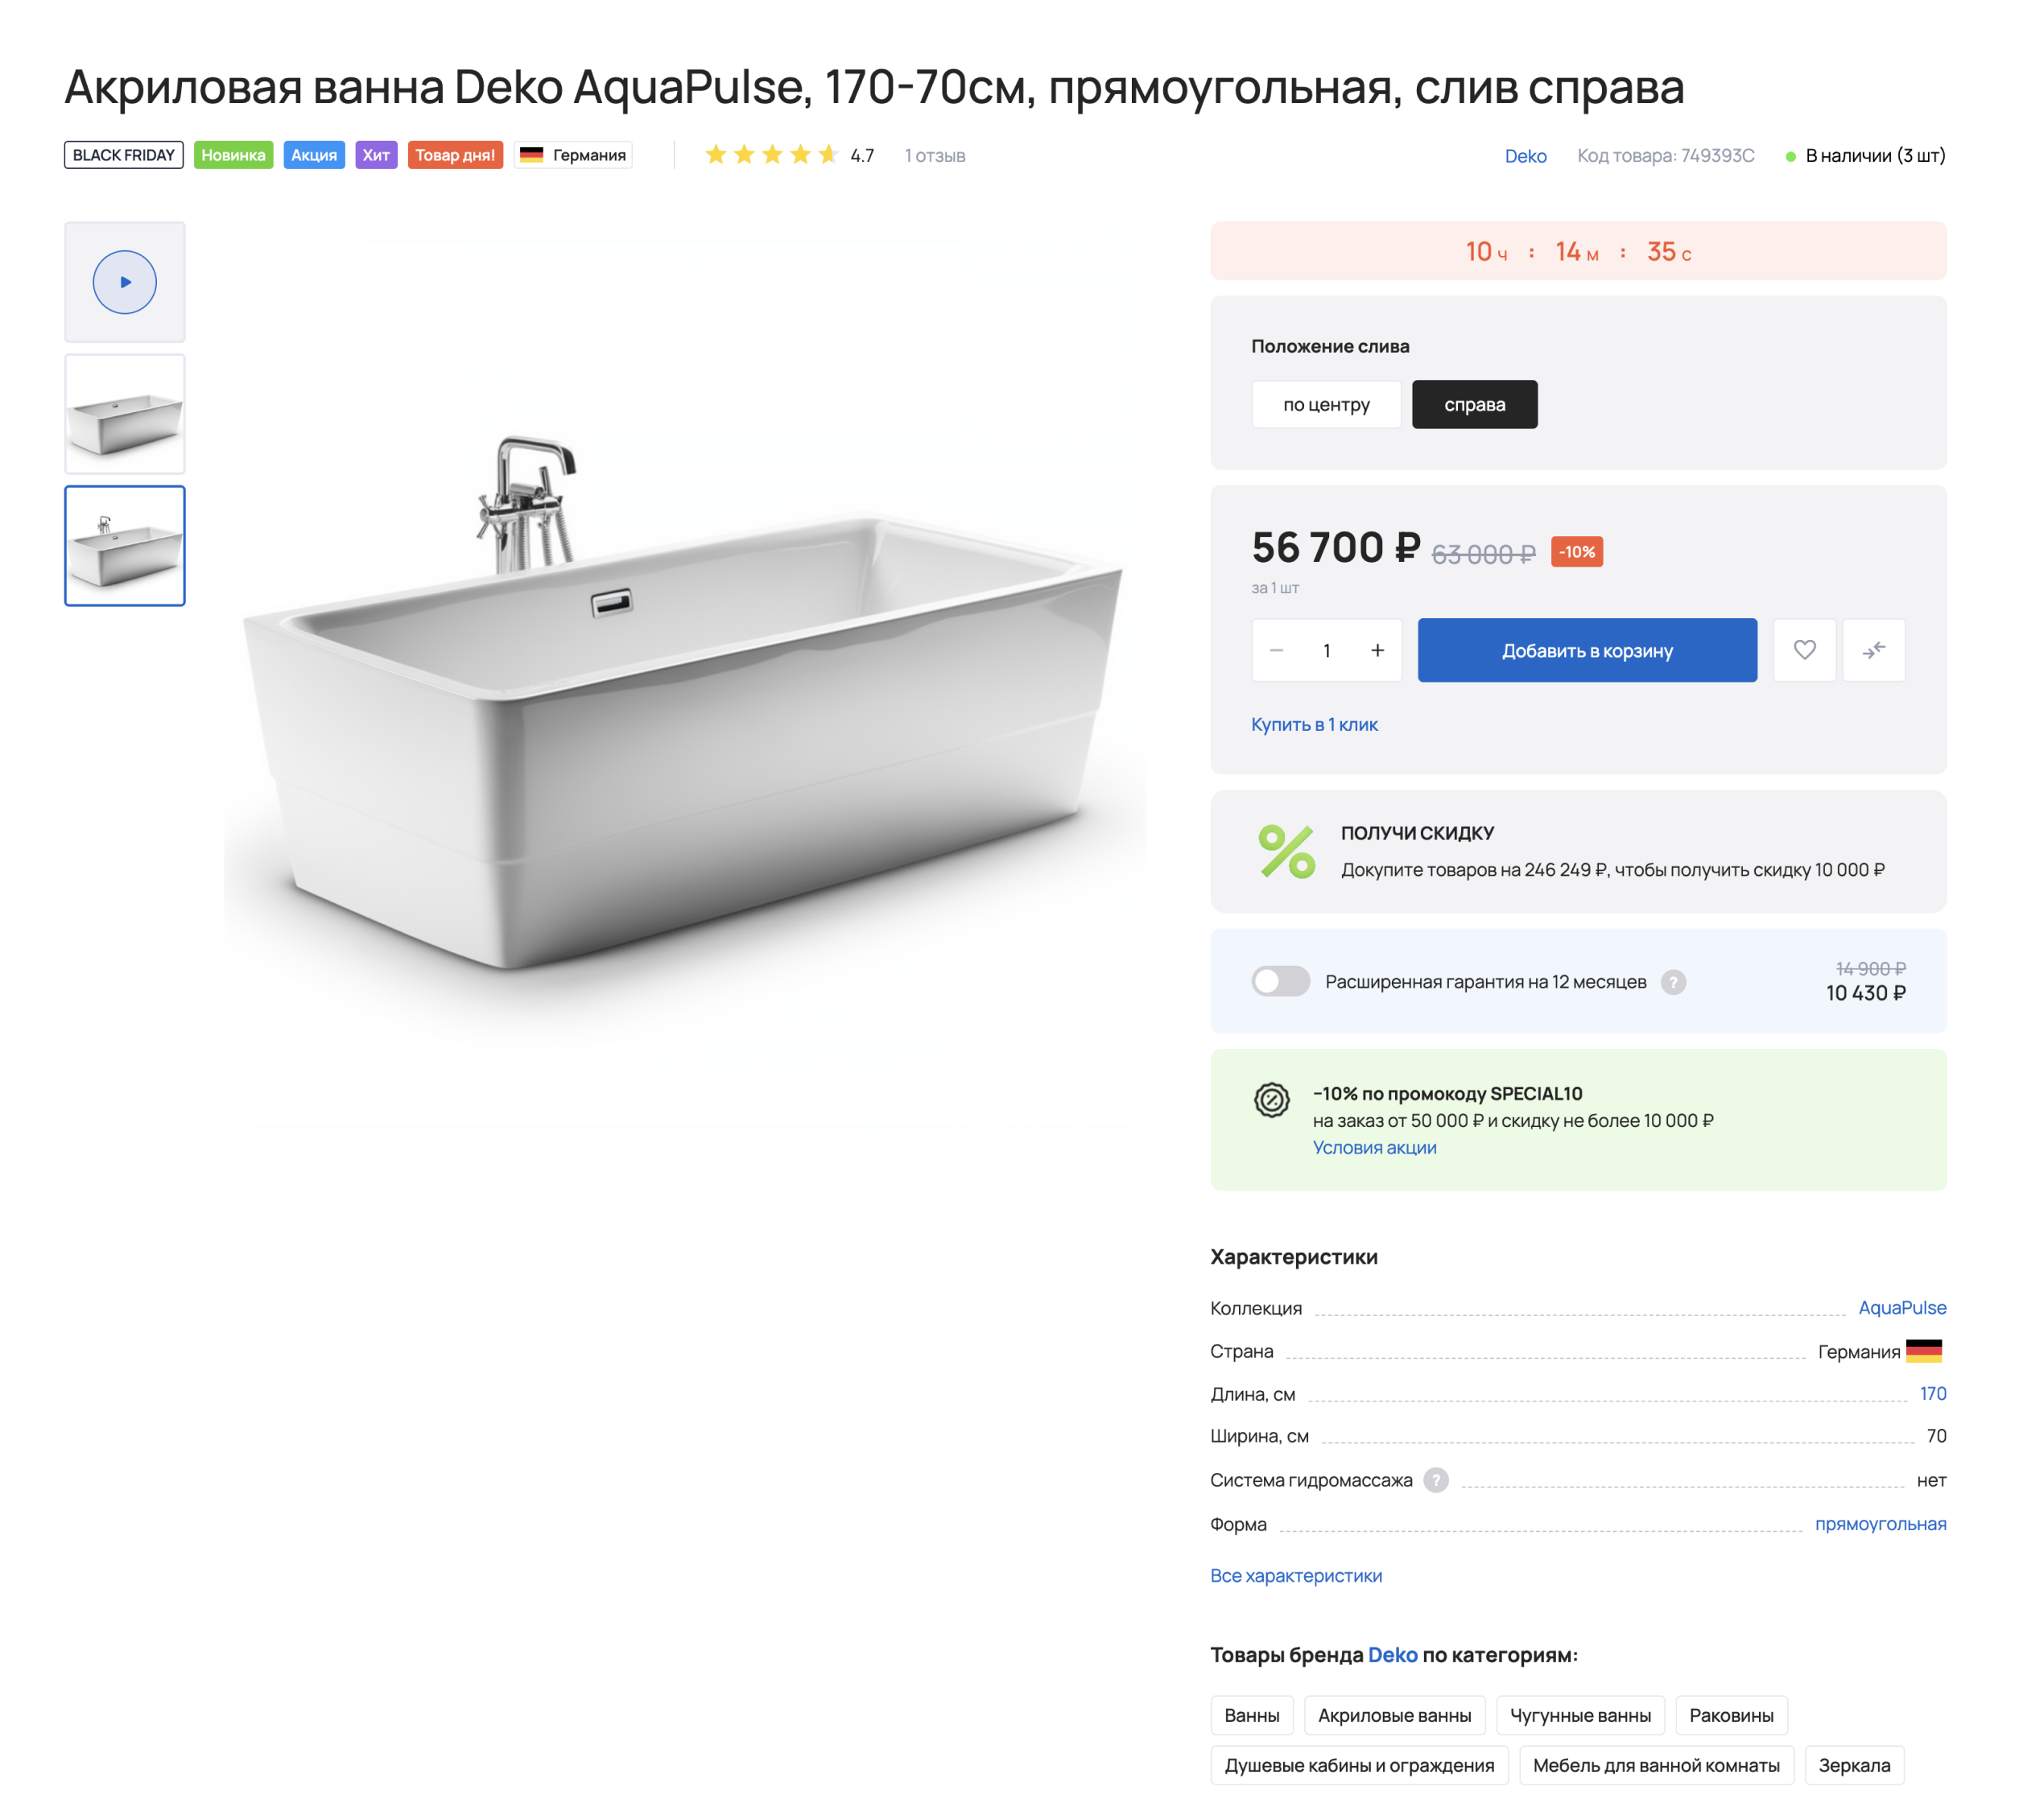 Акриловая ванна Deko AquaPulse, 170-70см, прямоугольная, слив справа
BLACK FRIDAY Новинка Акция Хит Товар дня! Германия 4.7 1 отзыв Deko Код товара: 749393C В наличии (3 шт)
10 ч : 14 м : 35 с
Положение слива
по центру справа
56 700 ₽ 63 000 ₽ -10%
за 1 шт
− 1 + Добавить в корзину
Купить в 1 клик
%
ПОЛУЧИ СКИДКУ
Докупите товаров на 246 249 ₽, чтобы получить скидку 10 000 ₽
14 900 ₽
Расширенная гарантия на 12 месяцев ? 10 430 ₽
−10% по промокоду SPECIAL10
на заказ от 50 000 ₽ и скидку не более 10 000 ₽
Условия акции
Характеристики
Коллекция AquaPulse
Страна Германия
Длина, см 170
Ширина, см 70
Система гидромассажа ? нет
Форма прямоугольная
Все характеристики
Товары бренда Deko по категориям:
Ванны Акриловые ванны Чугунные ванны Раковины
Душевые кабины и ограждения Мебель для ванной комнаты Зеркала